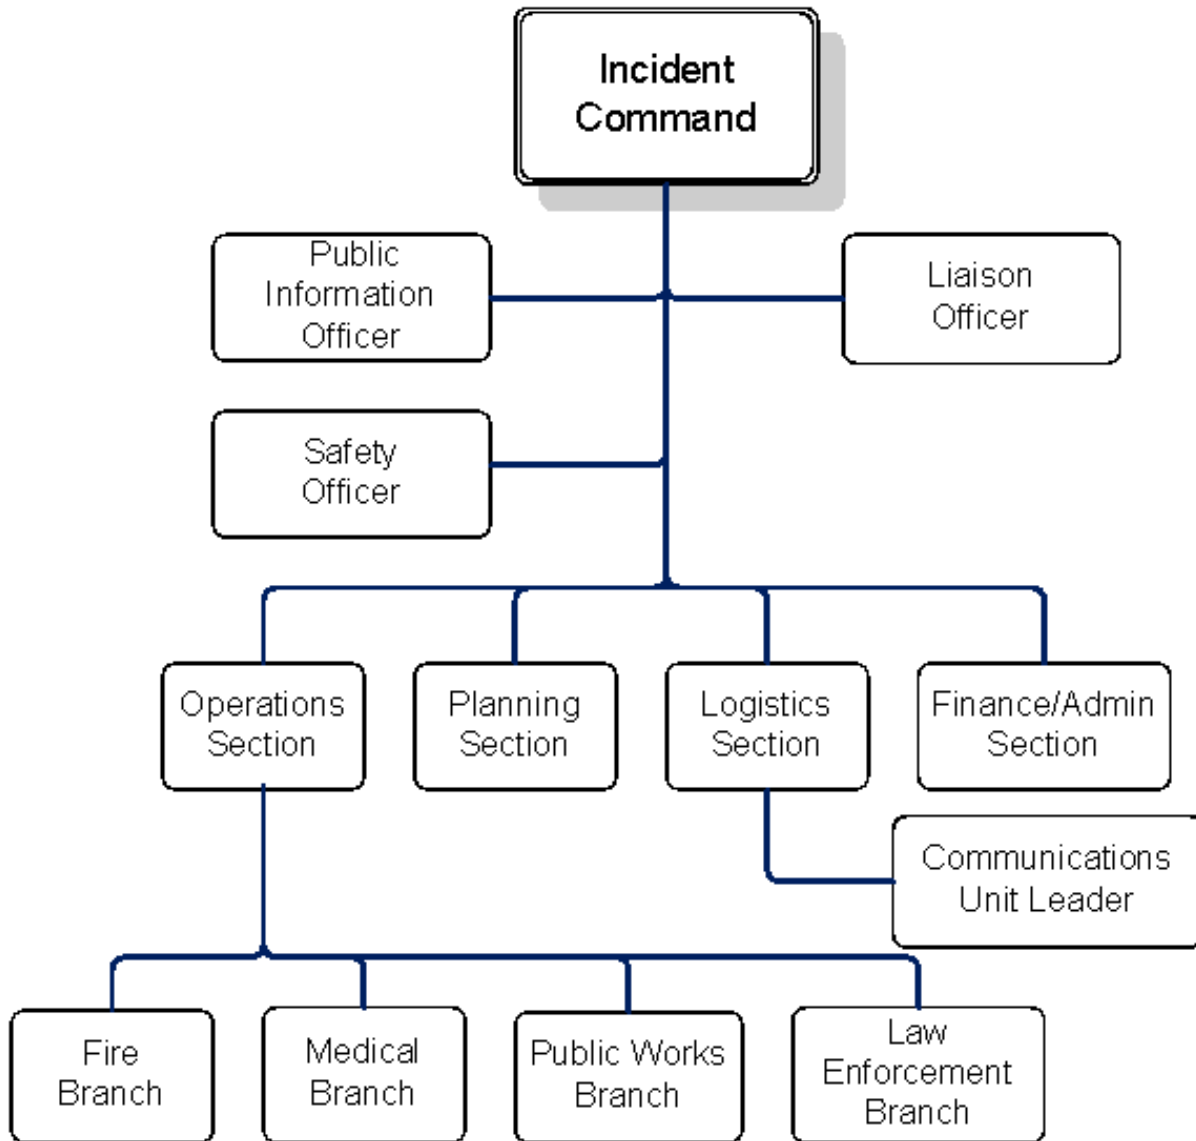 Incident
Command
Public
Information
Officer
Liaison
Officer
Safety
Officer
Operations
Section
Planning
Section
Logistics
Section
Finance/Admin
Section
Communications
Unit Leader
Fire
Branch
Medical
Branch
Public Works
Branch
Law
Enforcement
Branch